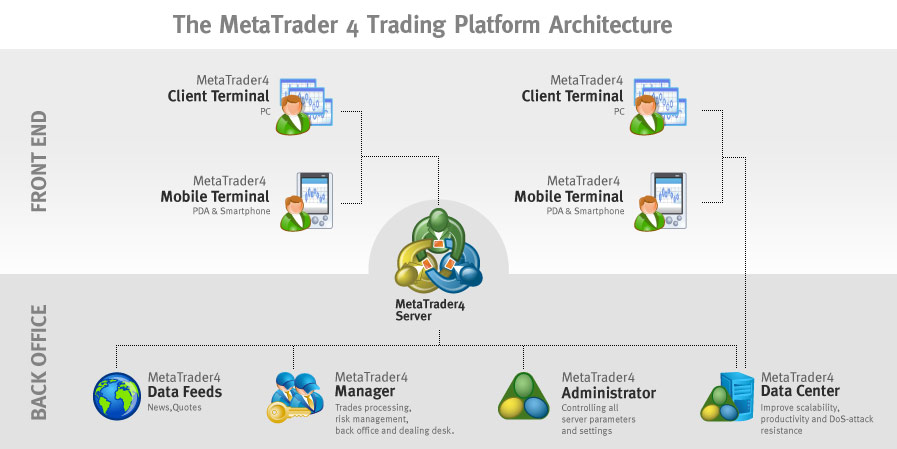 The MetaTrader 4 Trading Platform Architecture
FRONT END
MetaTrader4
Client Terminal
PC
MetaTrader4
Mobile Terminal
PDA & Smartphone
MetaTrader4
Client Terminal
PC
MetaTrader4
Mobile Terminal
PDA & Smartphone
MetaTrader4
Server
BACK OFFICE
MetaTrader4
Data Feeds
News,Quotes
MetaTrader4
Manager
Trades processing,
risk management,
back office and dealing desk.
MetaTrader4
Administrator
Controlling all
server parameters
and settings
MetaTrader4
Data Center
Improve scalability,
productivity and DoS-attack
resistance